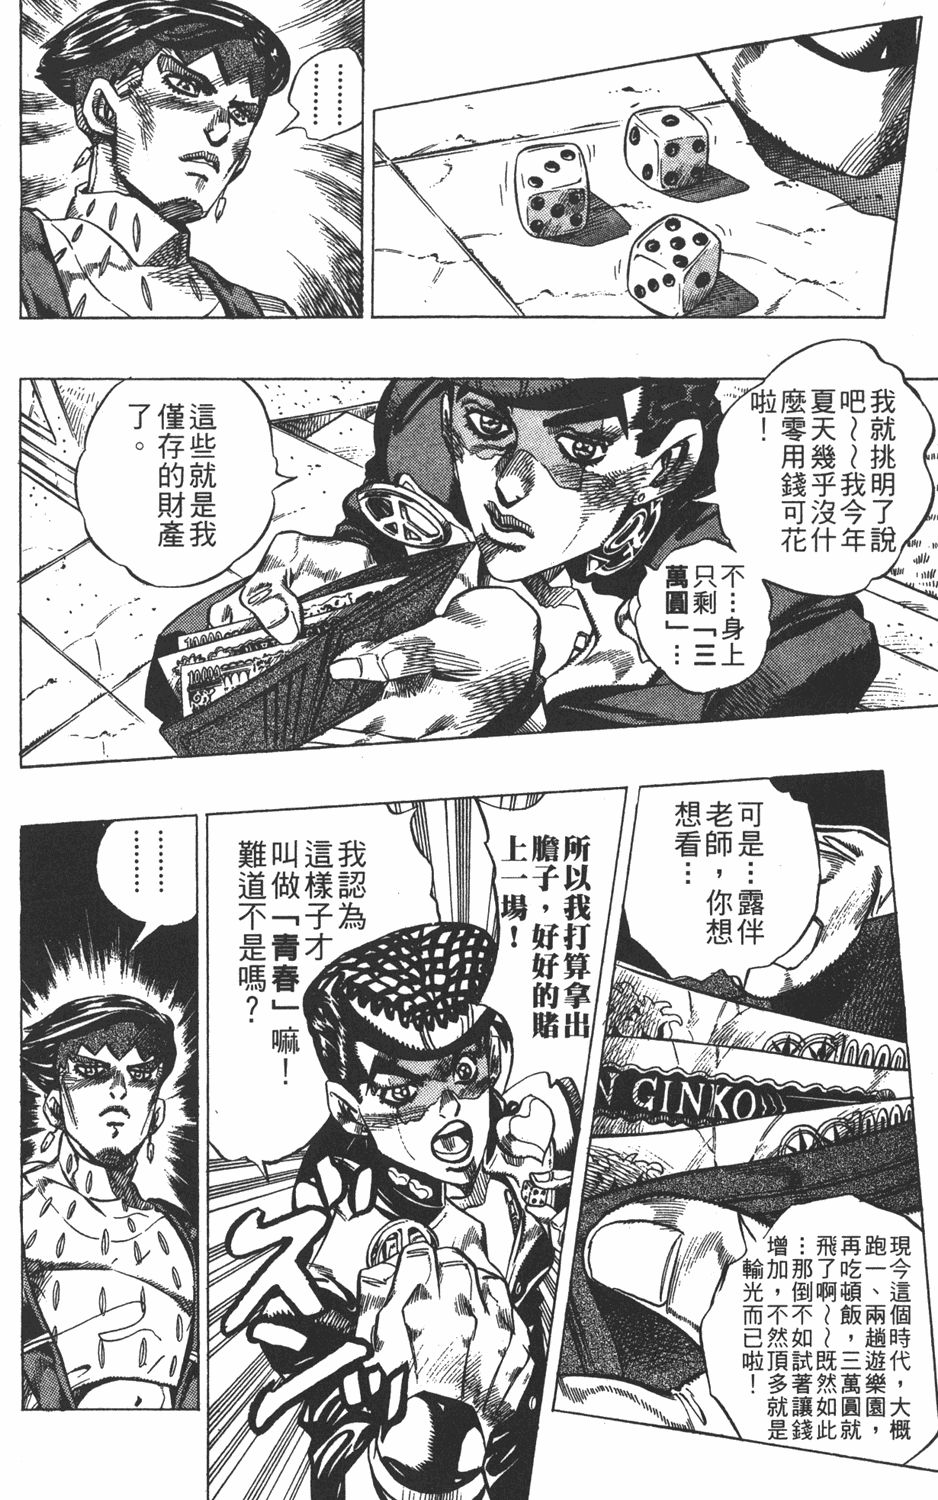 ⋯⋯⋯
我就挑明了說
吧～～我今年
夏天幾乎沒什
麼零用錢可花
啦！
不…身上
只剩「三
萬圓」…
這些就是我
僅存的財產
了。
可是…露伴
老師，你想
想看…
N GINKO
現今這個時代，大概
跑一、兩趟遊樂園，
再吃頓飯，三萬圓就
飛了啊～～既然如此
…那倒不如試著讓錢
增加，不然頂多就是
輸光而已啦！
所以我打算拿出
膽子，好好的賭
上一場！
我認為
這樣子才
叫做「青春」嘛！
難道不是嗎？
⋯⋯⋯